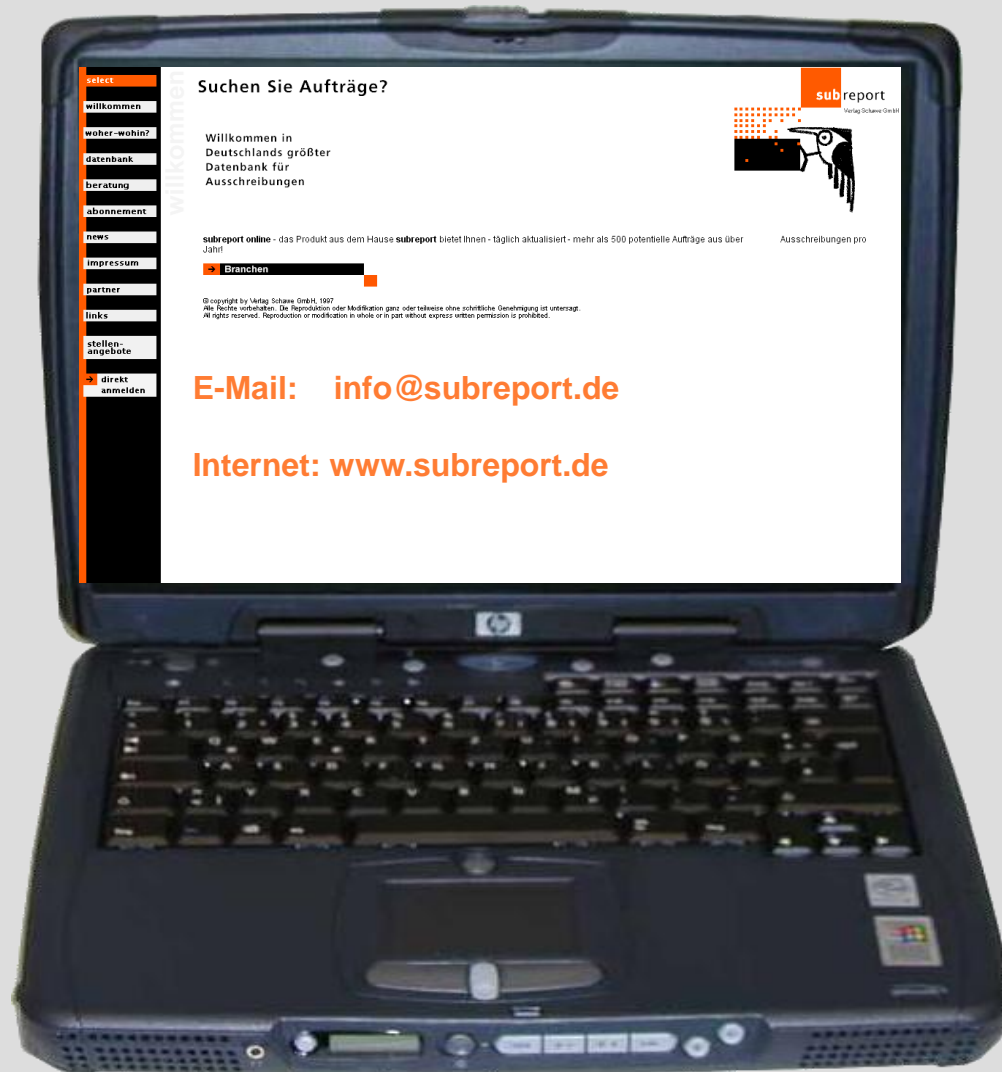 select
willkommen
woher-wohin?
datenbank
beratung
abonnement
news
impressum
partner
links
stellen-
angebote
→ direkt
anmelden
willkommen
Suchen Sie Aufträge?
subreport
Verlag Schawe GmbH
Willkommen in
Deutschlands größter
Datenbank für
Ausschreibungen
subreport online - das Produkt aus dem Hause subreport bietet Ihnen - täglich aktualisiert - mehr als 500 potentielle Aufträge aus über Ausschreibungen pro
Jahr!
→ Branchen
© copyright by Verlag Schawe GmbH, 1997
Alle Rechte vorbehalten. Die Reproduktion oder Modifikation ganz oder teilweise ohne schriftliche Genehmigung ist untersagt.
All rights reserved. Reproduction or modification in whole or in part without express written permission is prohibited.
E-Mail: info@subreport.de
Internet: www.subreport.de
hp